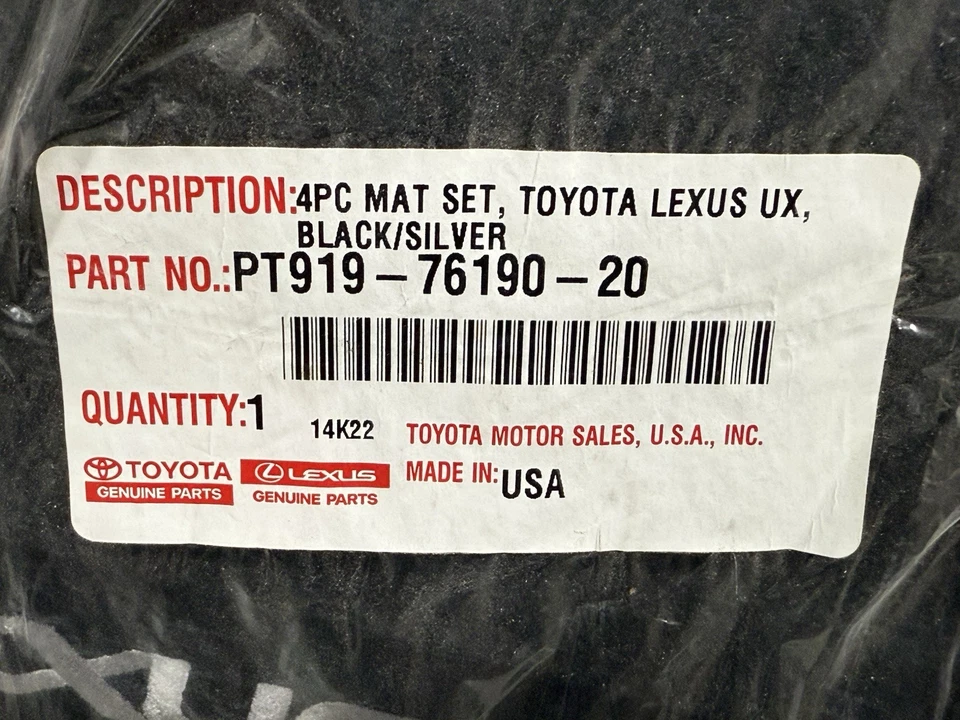 DESCRIPTION:4PC MAT SET, TOYOTA LEXUS UX,
BLACK/SILVER
PART NO.:PT919-76190-20
QUANTITY:1
14K22
TOYOTA MOTOR SALES, U.S.A., INC.
TOYOTA
GENUINE PARTS
LEXUS
GENUINE PARTS
MADE IN:USA